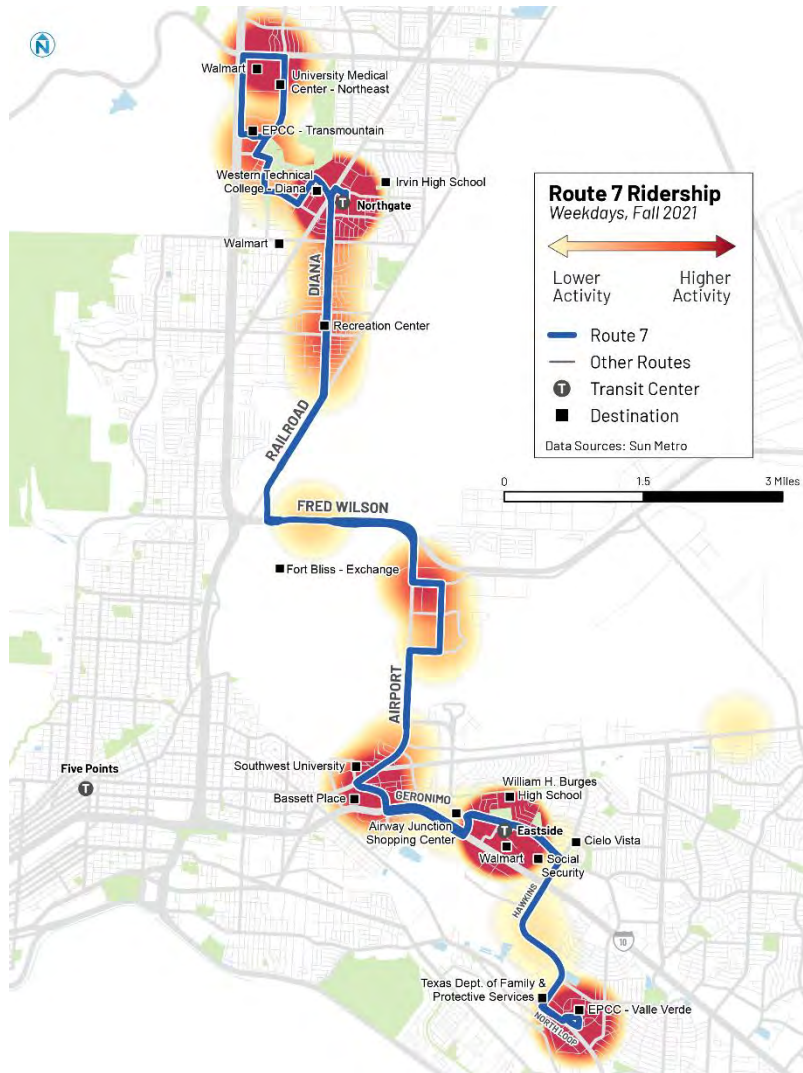 N
Walmart
University Medical
Center - Northeast
EPCC - Transmountain
Western Technical
College - Diana
Irvin High School
T
Northgate
Walmart
DIANA
Recreation Center
RAILROAD
FRED WILSON
Fort Bliss - Exchange
AIRPORT
Route 7 Ridership
Weekdays, Fall 2021
Lower
Activity
Higher
Activity
Route 7
Other Routes
T
Transit Center
Destination
Data Sources: Sun Metro
0
1.5
3 Miles
Five Points
T
Southwest University
Bassett Place
GERONIMO
William H. Burges
High School
Airway Junction
Shopping Center
T
Eastside
Walmart
Social
Security
Cielo Vista
HAWKINS
10
Texas Dept. of Family &
Protective Services
EPCC - Valle Verde
NORTH LOOP